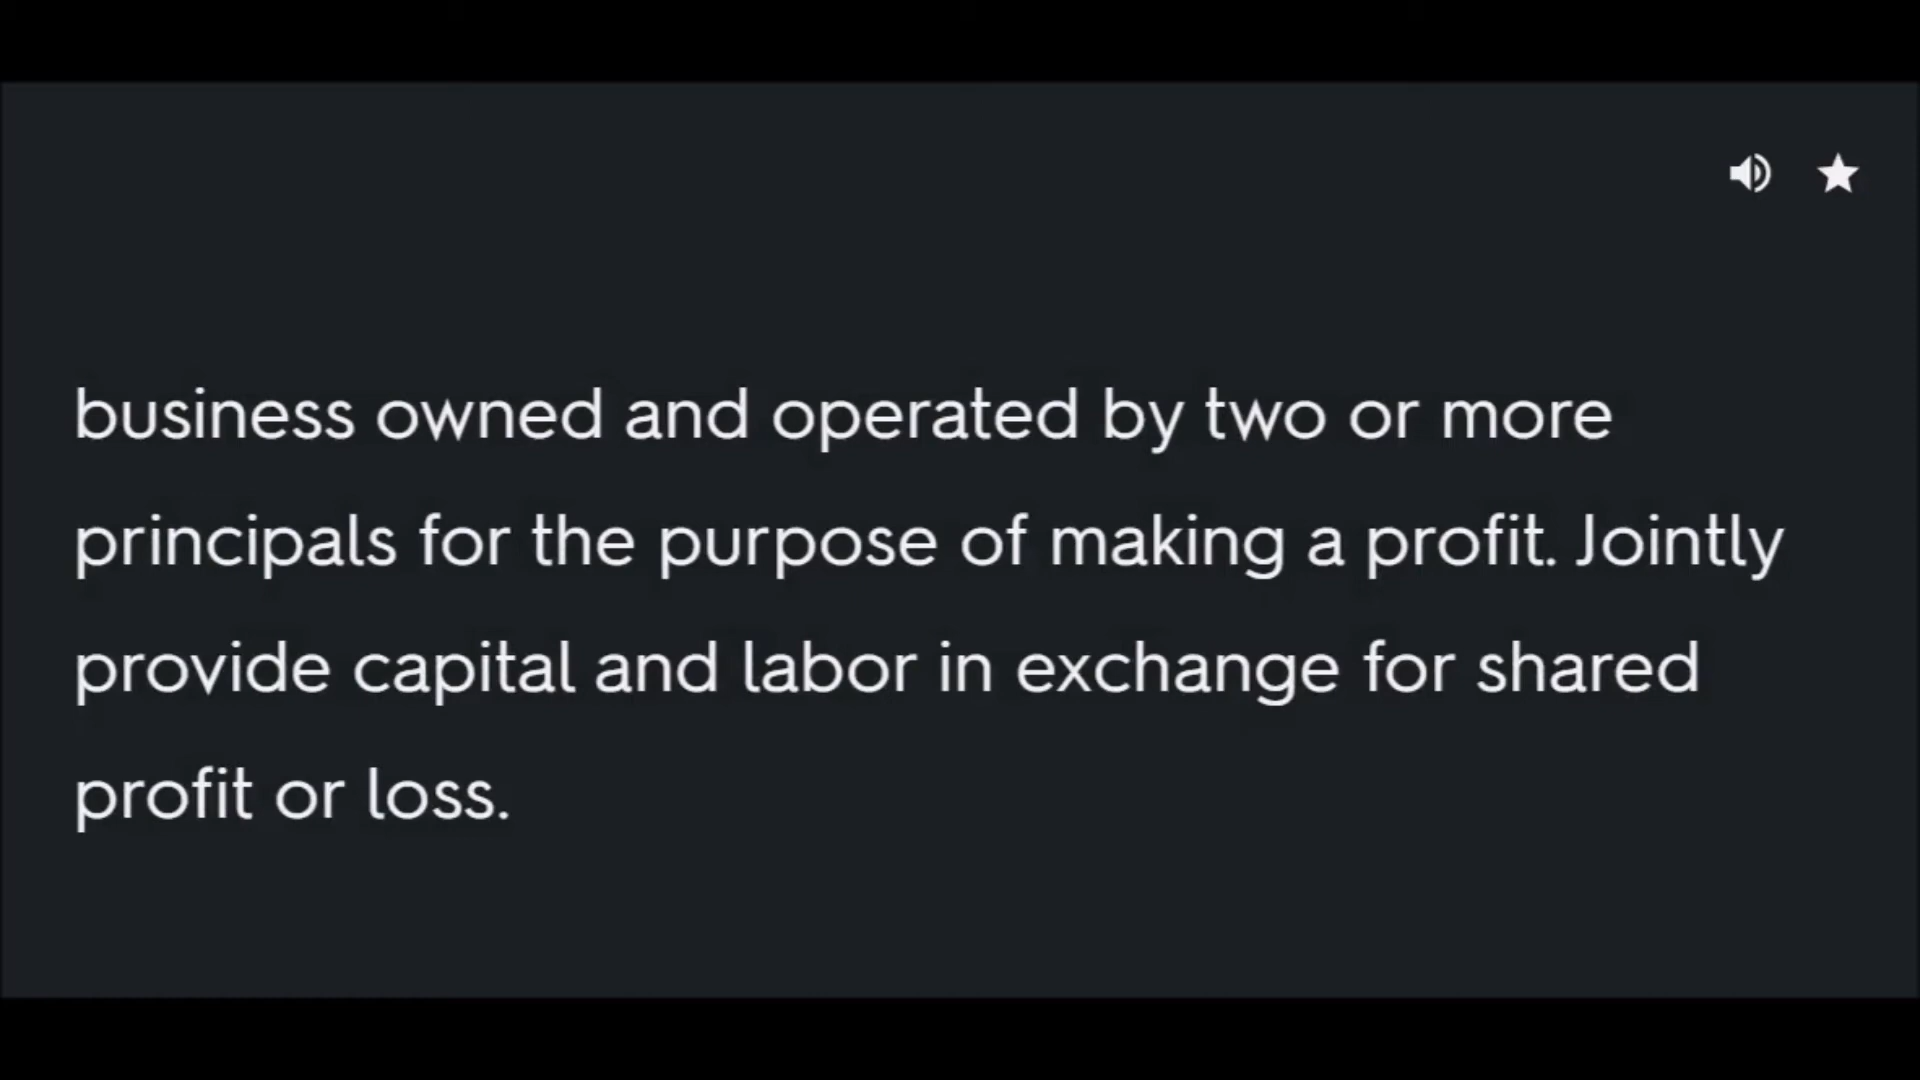 business owned and operated by two or more
principals for the purpose of making a profit. Jointly
provide capital and labor in exchange for shared
profit or loss.